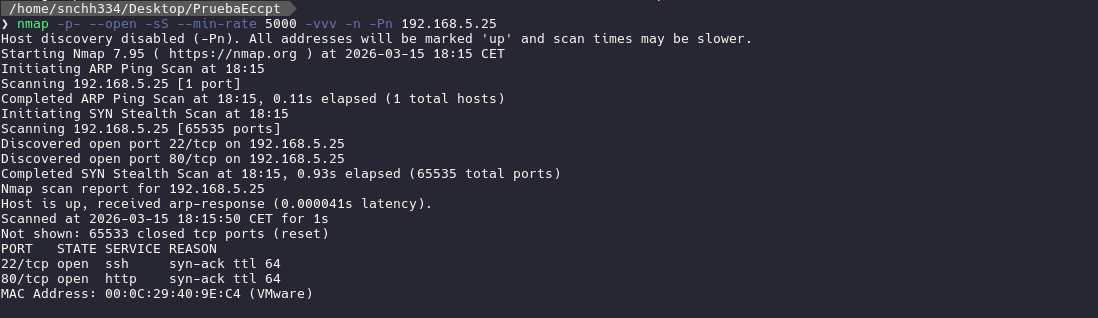 /home/snchh334/Desktop/PruebaEccpt
❯ nmap -p- --open -sS --min-rate 5000 -vvv -n -Pn 192.168.5.25
Host discovery disabled (-Pn). All addresses will be marked 'up' and scan times may be slower.
Starting Nmap 7.95 ( https://nmap.org ) at 2026-03-15 18:15 CET
Initiating ARP Ping Scan at 18:15
Scanning 192.168.5.25 [1 port]
Completed ARP Ping Scan at 18:15, 0.11s elapsed (1 total hosts)
Initiating SYN Stealth Scan at 18:15
Scanning 192.168.5.25 [65535 ports]
Discovered open port 22/tcp on 192.168.5.25
Discovered open port 80/tcp on 192.168.5.25
Completed SYN Stealth Scan at 18:15, 0.93s elapsed (65535 total ports)
Nmap scan report for 192.168.5.25
Host is up, received arp-response (0.000041s latency).
Scanned at 2026-03-15 18:15:50 CET for 1s
Not shown: 65533 closed tcp ports (reset)
PORT   STATE SERVICE REASON
22/tcp open  ssh     syn-ack ttl 64
80/tcp open  http    syn-ack ttl 64
MAC Address: 00:0C:29:40:9E:C4 (VMware)